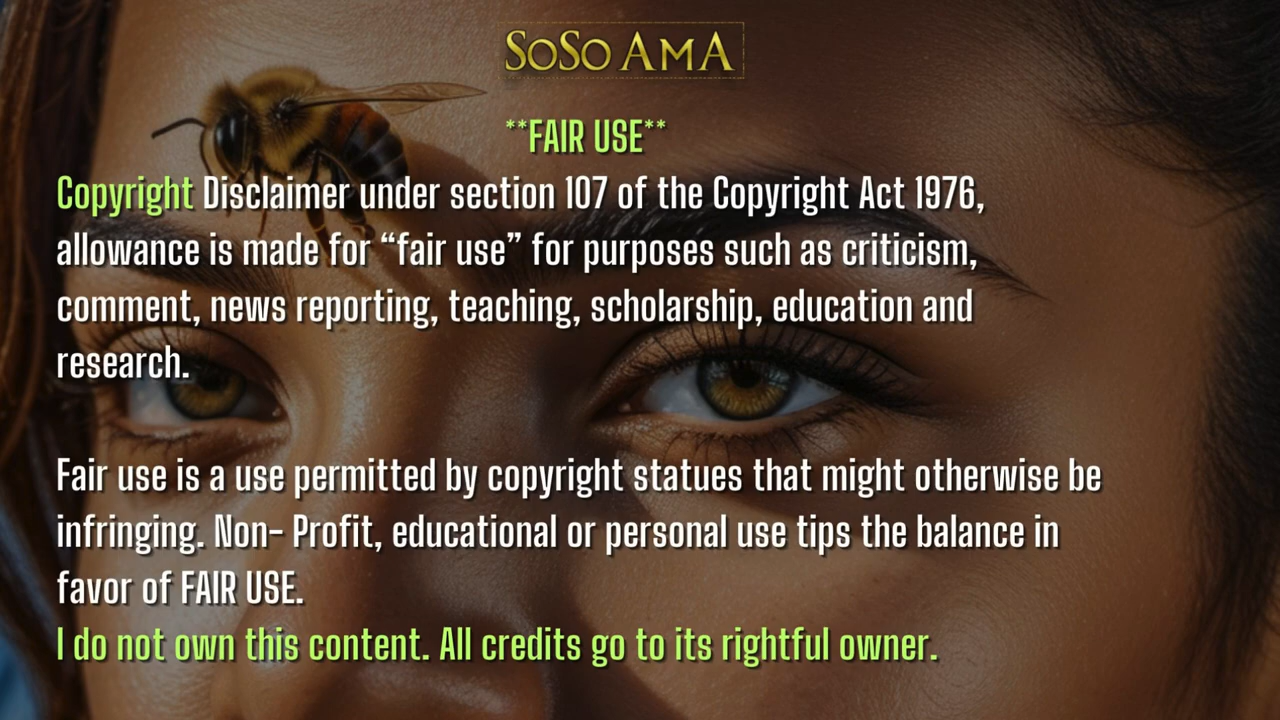 SoSo AmA
**FAIR USE**
Copyright Disclaimer under section 107 of the Copyright Act 1976,
allowance is made for “fair use” for purposes such as criticism,
comment, news reporting, teaching, scholarship, education and
research.
Fair use is a use permitted by copyright statues that might otherwise be
infringing. Non- Profit, educational or personal use tips the balance in
favor of FAIR USE.
I do not own this content. All credits go to its rightful owner.